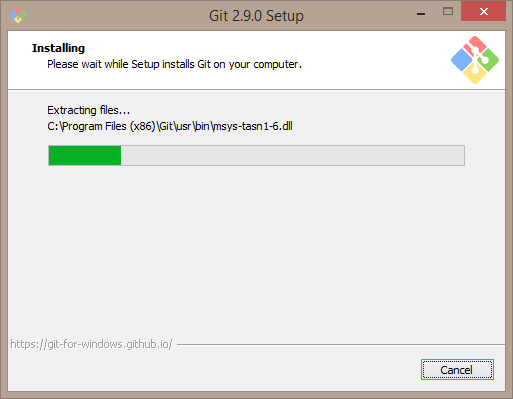 Git 2.9.0 Setup
Installing
Please wait while Setup installs Git on your computer.
Extracting files...
C:\Program Files (x86)\Git\usr\bin\msys-tasn1-6.dll
https://git-for-windows.github.io/
Cancel